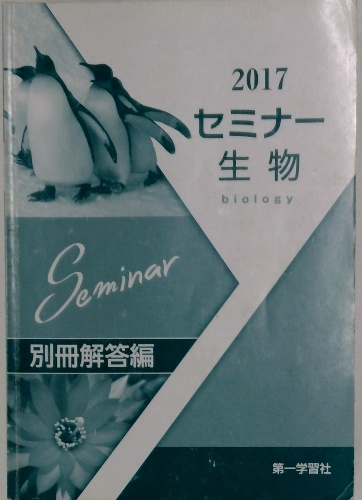 2017
セミナー
生物
biology
Seminar
別冊解答編
第一学習社